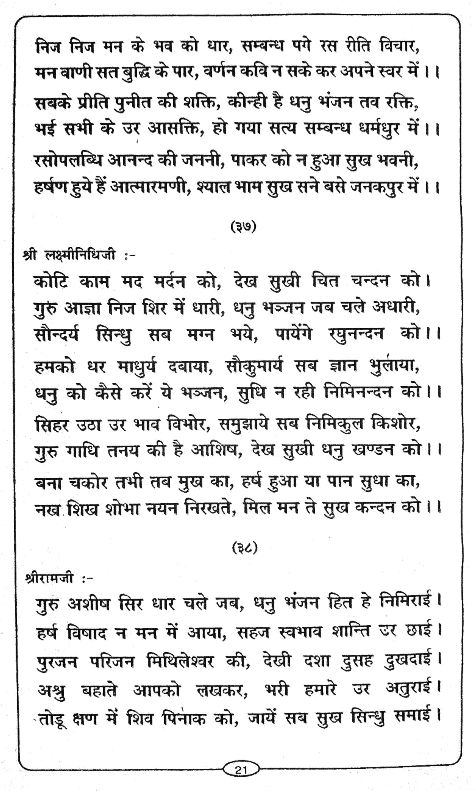 निज निज मन के भव को धार, सम्बन्ध पगे रस रीति विचार,
मन वाणी सत बुद्धि के पार, वर्णन कवि न सके कर अपने स्वर में।।
सबके प्रीति पुनीत की शक्ति, कीन्ही है धनु भंजन तव रक्ति,
भई सभी के उर आसक्ति, हो गया सत्य सम्बन्ध धर्मधुर में।।
रसोपलब्धि आनन्द की जननी, पाकर को न हुआ सुख भवनी,
हर्षण हुये हैं आत्मारमणी, श्याल भाम सुख सने बसे जनकपुर में।।
(३७)
श्री लक्ष्मीनिधिजी :-
कोटि काम मद मर्दन को, देख सुखी चित चन्दन को।
गुरु आज्ञा निज शिर में धारी, धनु भञ्जन जब चले अधारी,
सौन्दर्य सिन्धु सब मग्न भये, पायेंगे रघुनन्दन को।।
हमको धर माधुर्य दबाया, सौकुमार्य सब ज्ञान भुलाया,
धनु को कैसे करें ये भञ्जन, सुधि न रही निमिनन्दन को।।
सिहर उठा उर भाव विभोर, समुझाये सब निमिकुल किशोर,
गुरु गाधि तनय की है आशिष, देख सुखी धनु खण्डन को।।
बना चकोर तभी तब मुख का, हर्ष हुआ या पान सुधा का,
नख शिख शोभा नयन निरखते, मिल मन ते सुख कन्दन को।।
(३८)
श्रीरामजी :-
गुरु अशीष सिर धार चले जब, धनु भंजन हित हे निमिराई।
हर्ष विषाद न मन में आया, सहज स्वभाव शान्ति उर छाई।
पुरजन परिजन मिथिलेश्वर की, देखी दशा दुसह दुखदाई।
अश्रु बहाते आपको लखकर, भरी हमारे उर अतुराई।
तोडू क्षण में शिव पिनाक को, जायें सब सुख सिन्धु समाई।
21